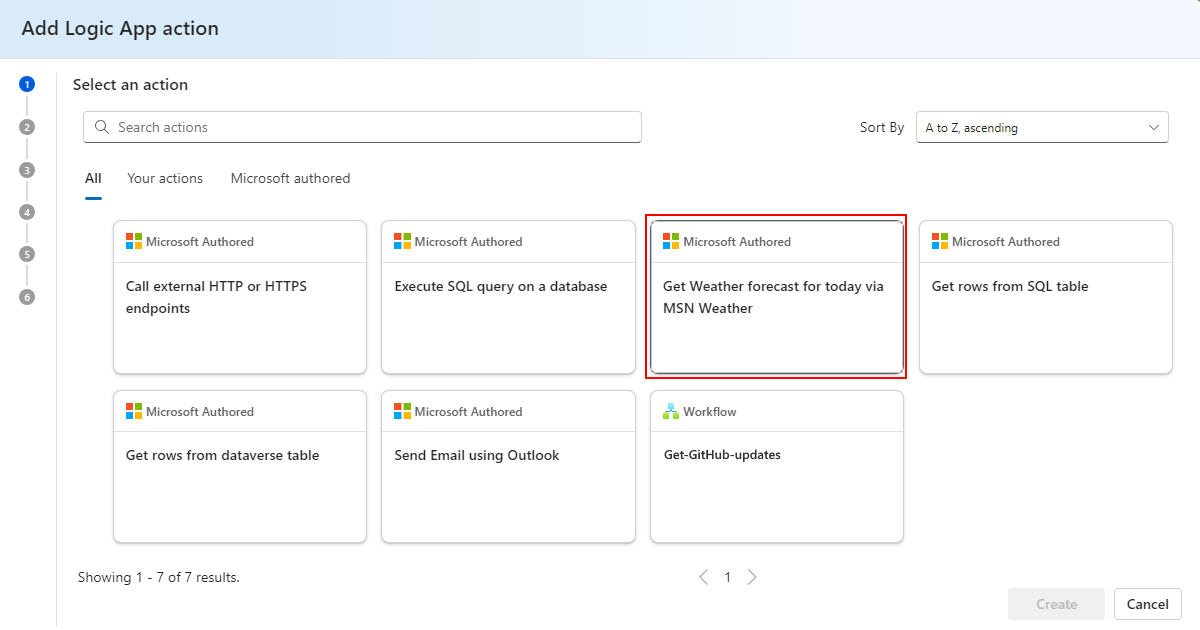 Add Logic App action
1
Select an action
2
Search actions
Sort By
A to Z, ascending
3
All
Your actions
Microsoft authored
4
5
6
Microsoft Authored
Call external HTTP or HTTPS
endpoints
Microsoft Authored
Execute SQL query on a database
Microsoft Authored
Get Weather forecast for today via
MSN Weather
Microsoft Authored
Get rows from SQL table
Microsoft Authored
Get rows from dataverse table
Microsoft Authored
Send Email using Outlook
Workflow
Get-GitHub-updates
Showing 1 - 7 of 7 results.
1
Create
Cancel